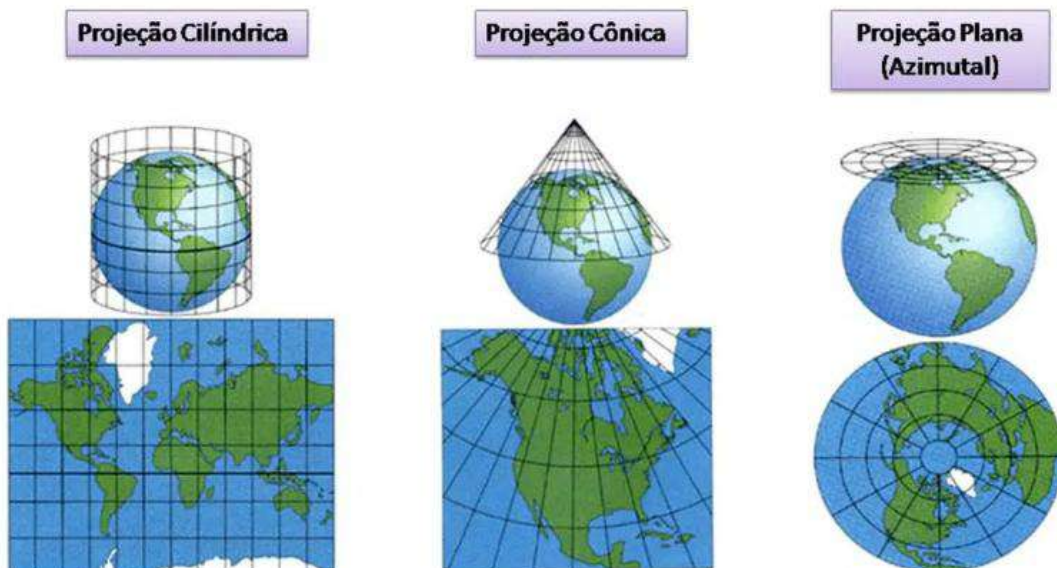 Projeção Cilíndrica
Projeção Cônica
Projeção Plana
(Azimutal)